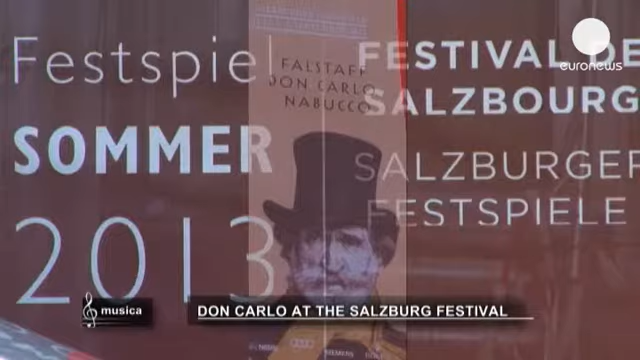 Festspiel
SOMMER
2013
FALSTAFF
DON CARLO
NABUCCO
FESTIVAL DE
SALZBOURG
SALZBURGER
FESTSPIELE
euronews
musica
DON CARLO AT THE SALZBURG FESTIVAL
SIEMENS